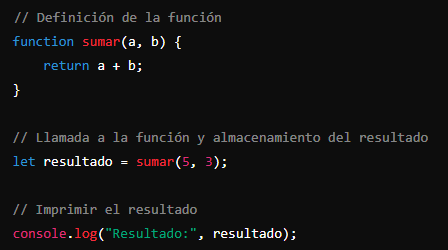 // Definición de la función
function sumar(a, b) {
    return a + b;
}
// Llamada a la función y almacenamiento del resultado
let resultado = sumar(5, 3);
// Imprimir el resultado
console.log("Resultado:", resultado);